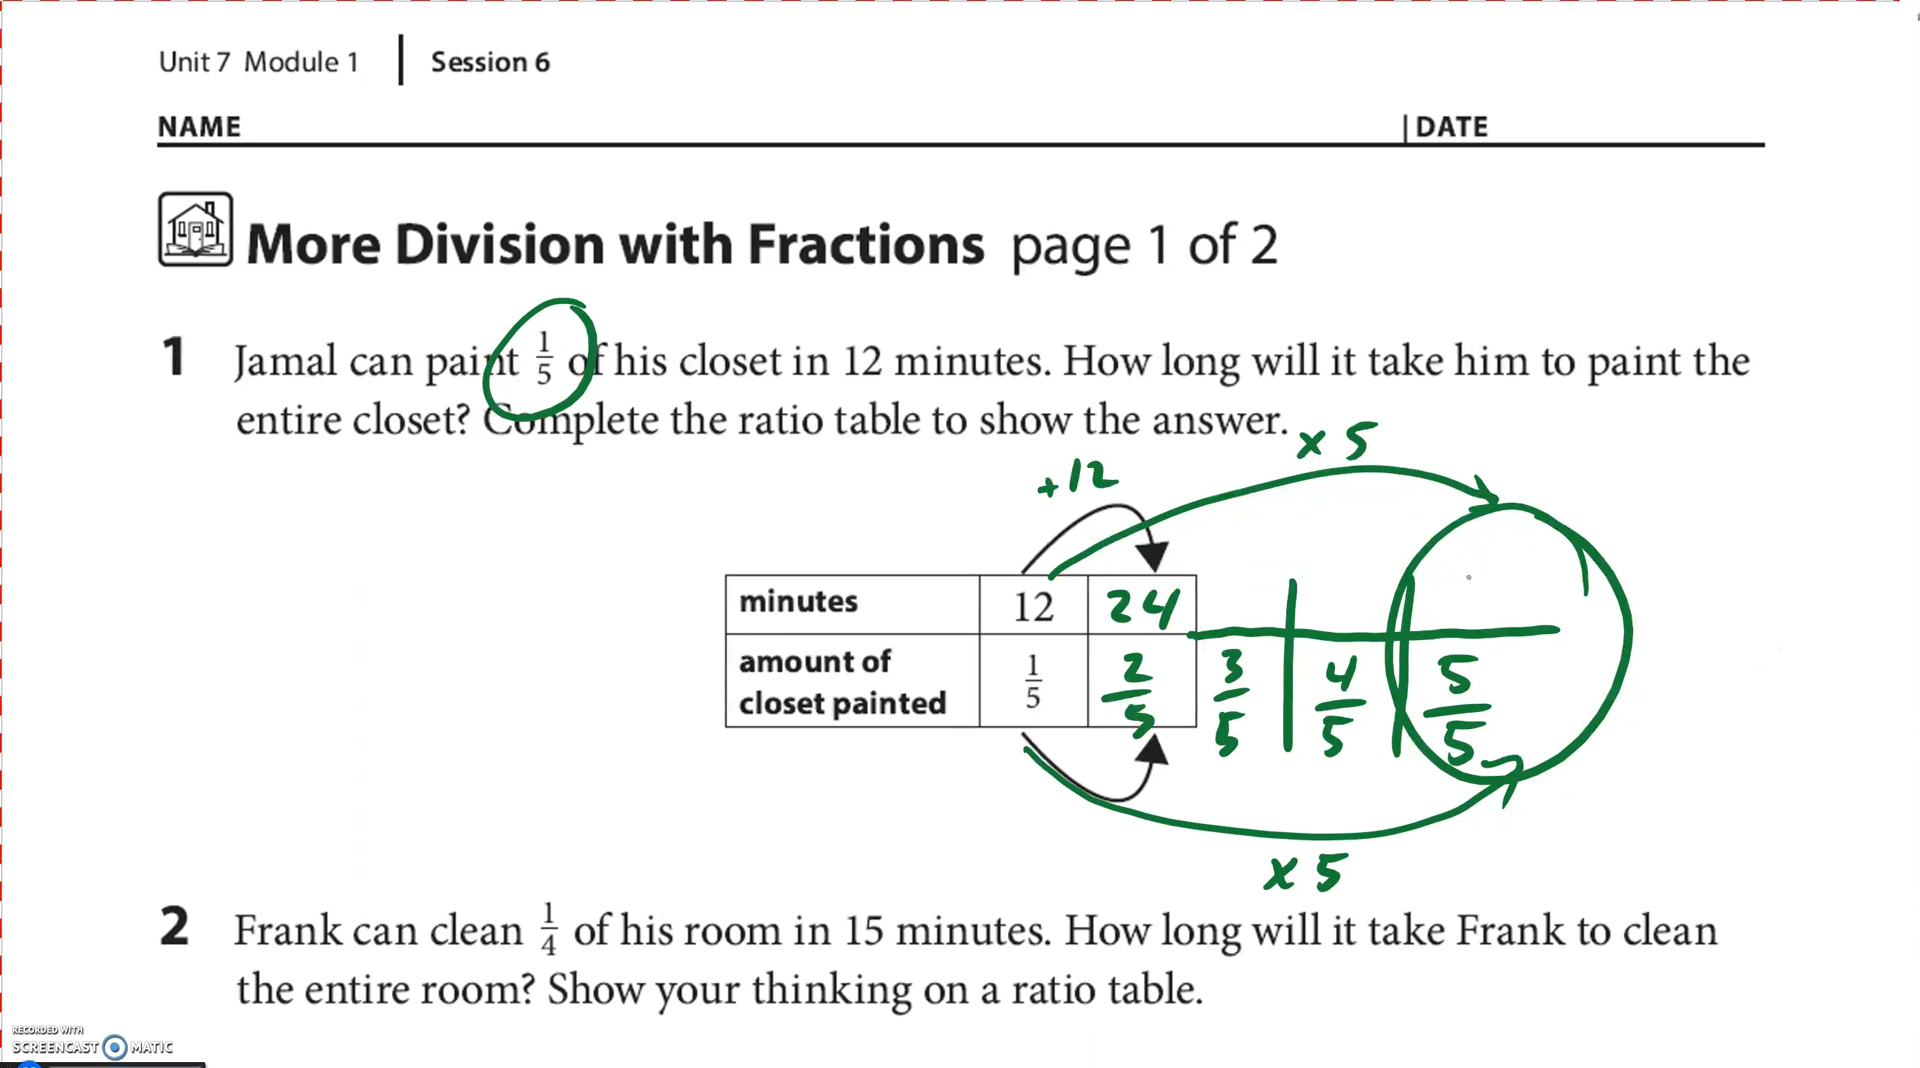 Unit 7 Module 1 | Session 6
NAME | DATE
More Division with Fractions page 1 of 2
1 Jamal can paint 1/5 of his closet in 12 minutes. How long will it take him to paint the
entire closet? Complete the ratio table to show the answer.
x 5
+12
minutes 12 24
amount of closet painted 1/5 2/5 3/5 4/5 5/5
x 5
2 Frank can clean 1/4 of his room in 15 minutes. How long will it take Frank to clean
the entire room? Show your thinking on a ratio table.
RECORDED WITH
SCREENCAST MATIC